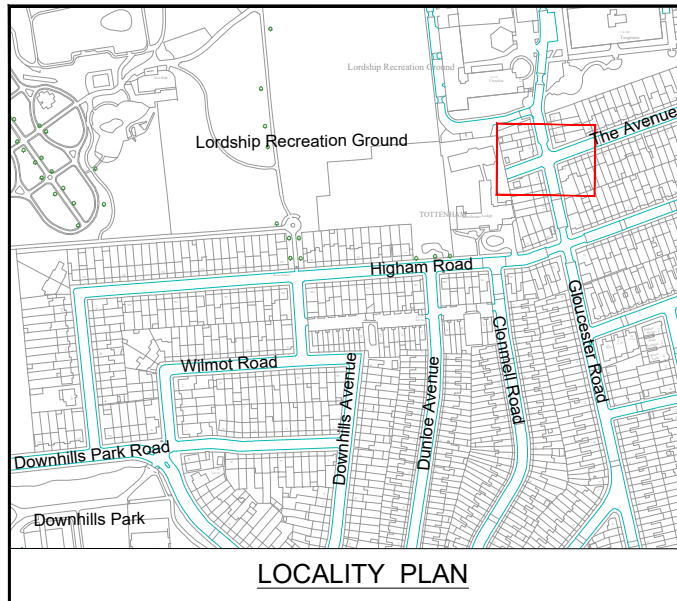 Lordship Recreation Ground
Lordship Recreation Ground
The Avenue
TOTTENHAM
Higham Road
Gloucester Road
Clonmell Road
Wilmot Road
Downhills Avenue
Dunloe Avenue
Downhills Park Road
Downhills Park
LOCALITY PLAN